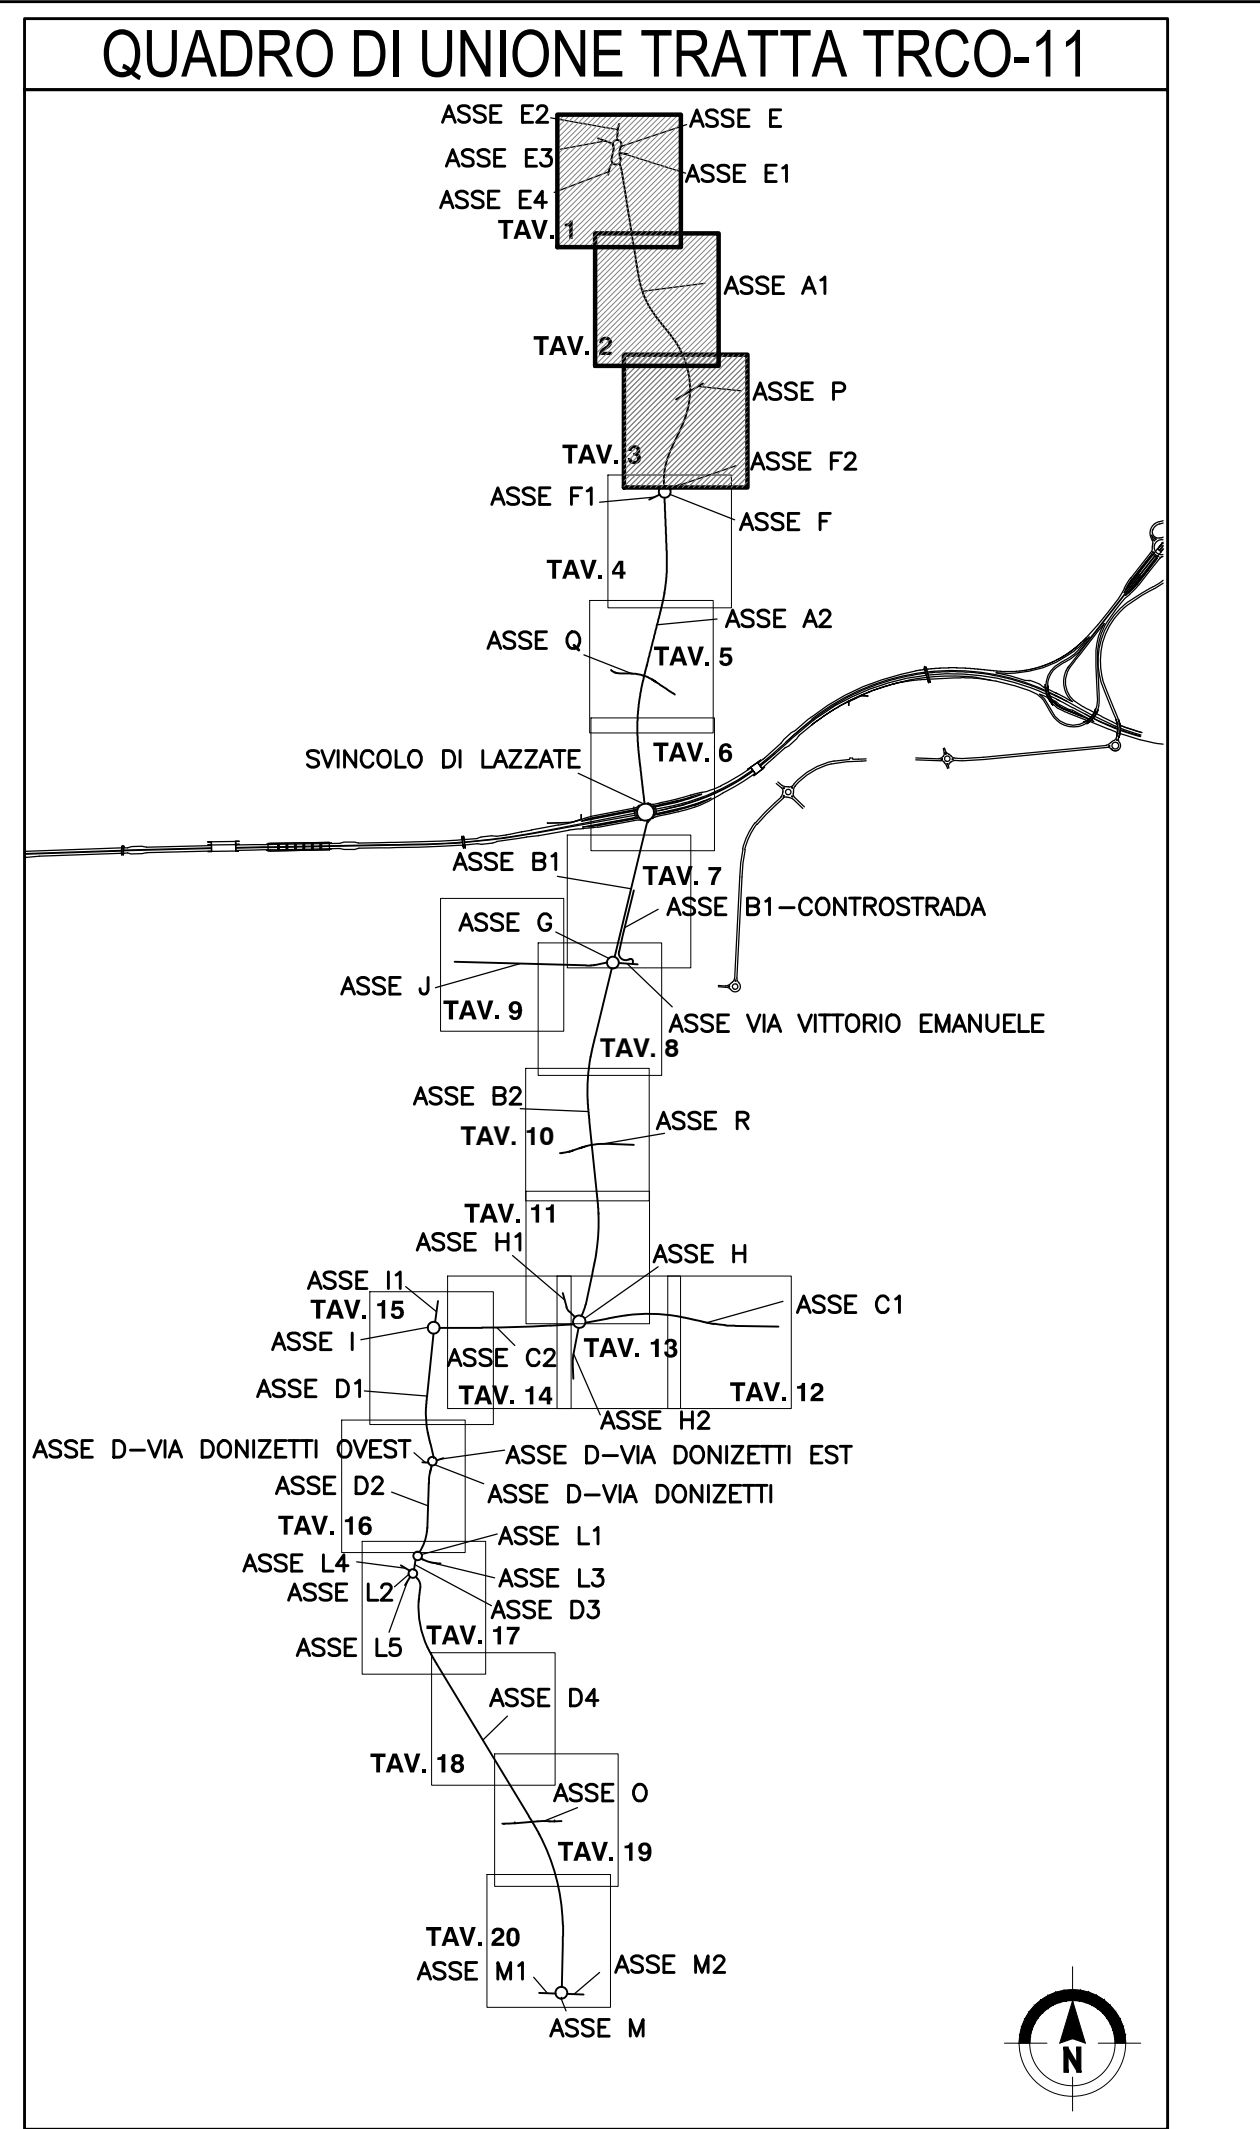 QUADRO DI UNIONE TRATTA TRCO-11
ASSE E2
ASSE E
ASSE E3
ASSE E1
ASSE E4
TAV. 1
ASSE A1
TAV. 2
ASSE P
TAV. 3
ASSE F2
ASSE F1
ASSE F
TAV. 4
ASSE A2
ASSE Q
TAV. 5
SVINCOLO DI LAZZATE
TAV. 6
ASSE B1
TAV. 7
ASSE B1-CONTROSTRADA
ASSE G
ASSE J
TAV. 9
ASSE VIA VITTORIO EMANUELE
TAV. 8
ASSE B2
ASSE R
TAV. 10
TAV. 11
ASSE H1
ASSE H
ASSE I1
TAV. 15
ASSE C1
ASSE I
ASSE C2
TAV. 13
ASSE D1
TAV. 14
TAV. 12
ASSE H2
ASSE D-VIA DONIZETTI OVEST
ASSE D-VIA DONIZETTI EST
ASSE D2
ASSE D-VIA DONIZETTI
TAV. 16
ASSE L1
ASSE L4
ASSE L3
ASSE L2
ASSE D3
ASSE L5
TAV. 17
ASSE D4
TAV. 18
ASSE O
TAV. 19
TAV. 20
ASSE M1
ASSE M2
ASSE M
N